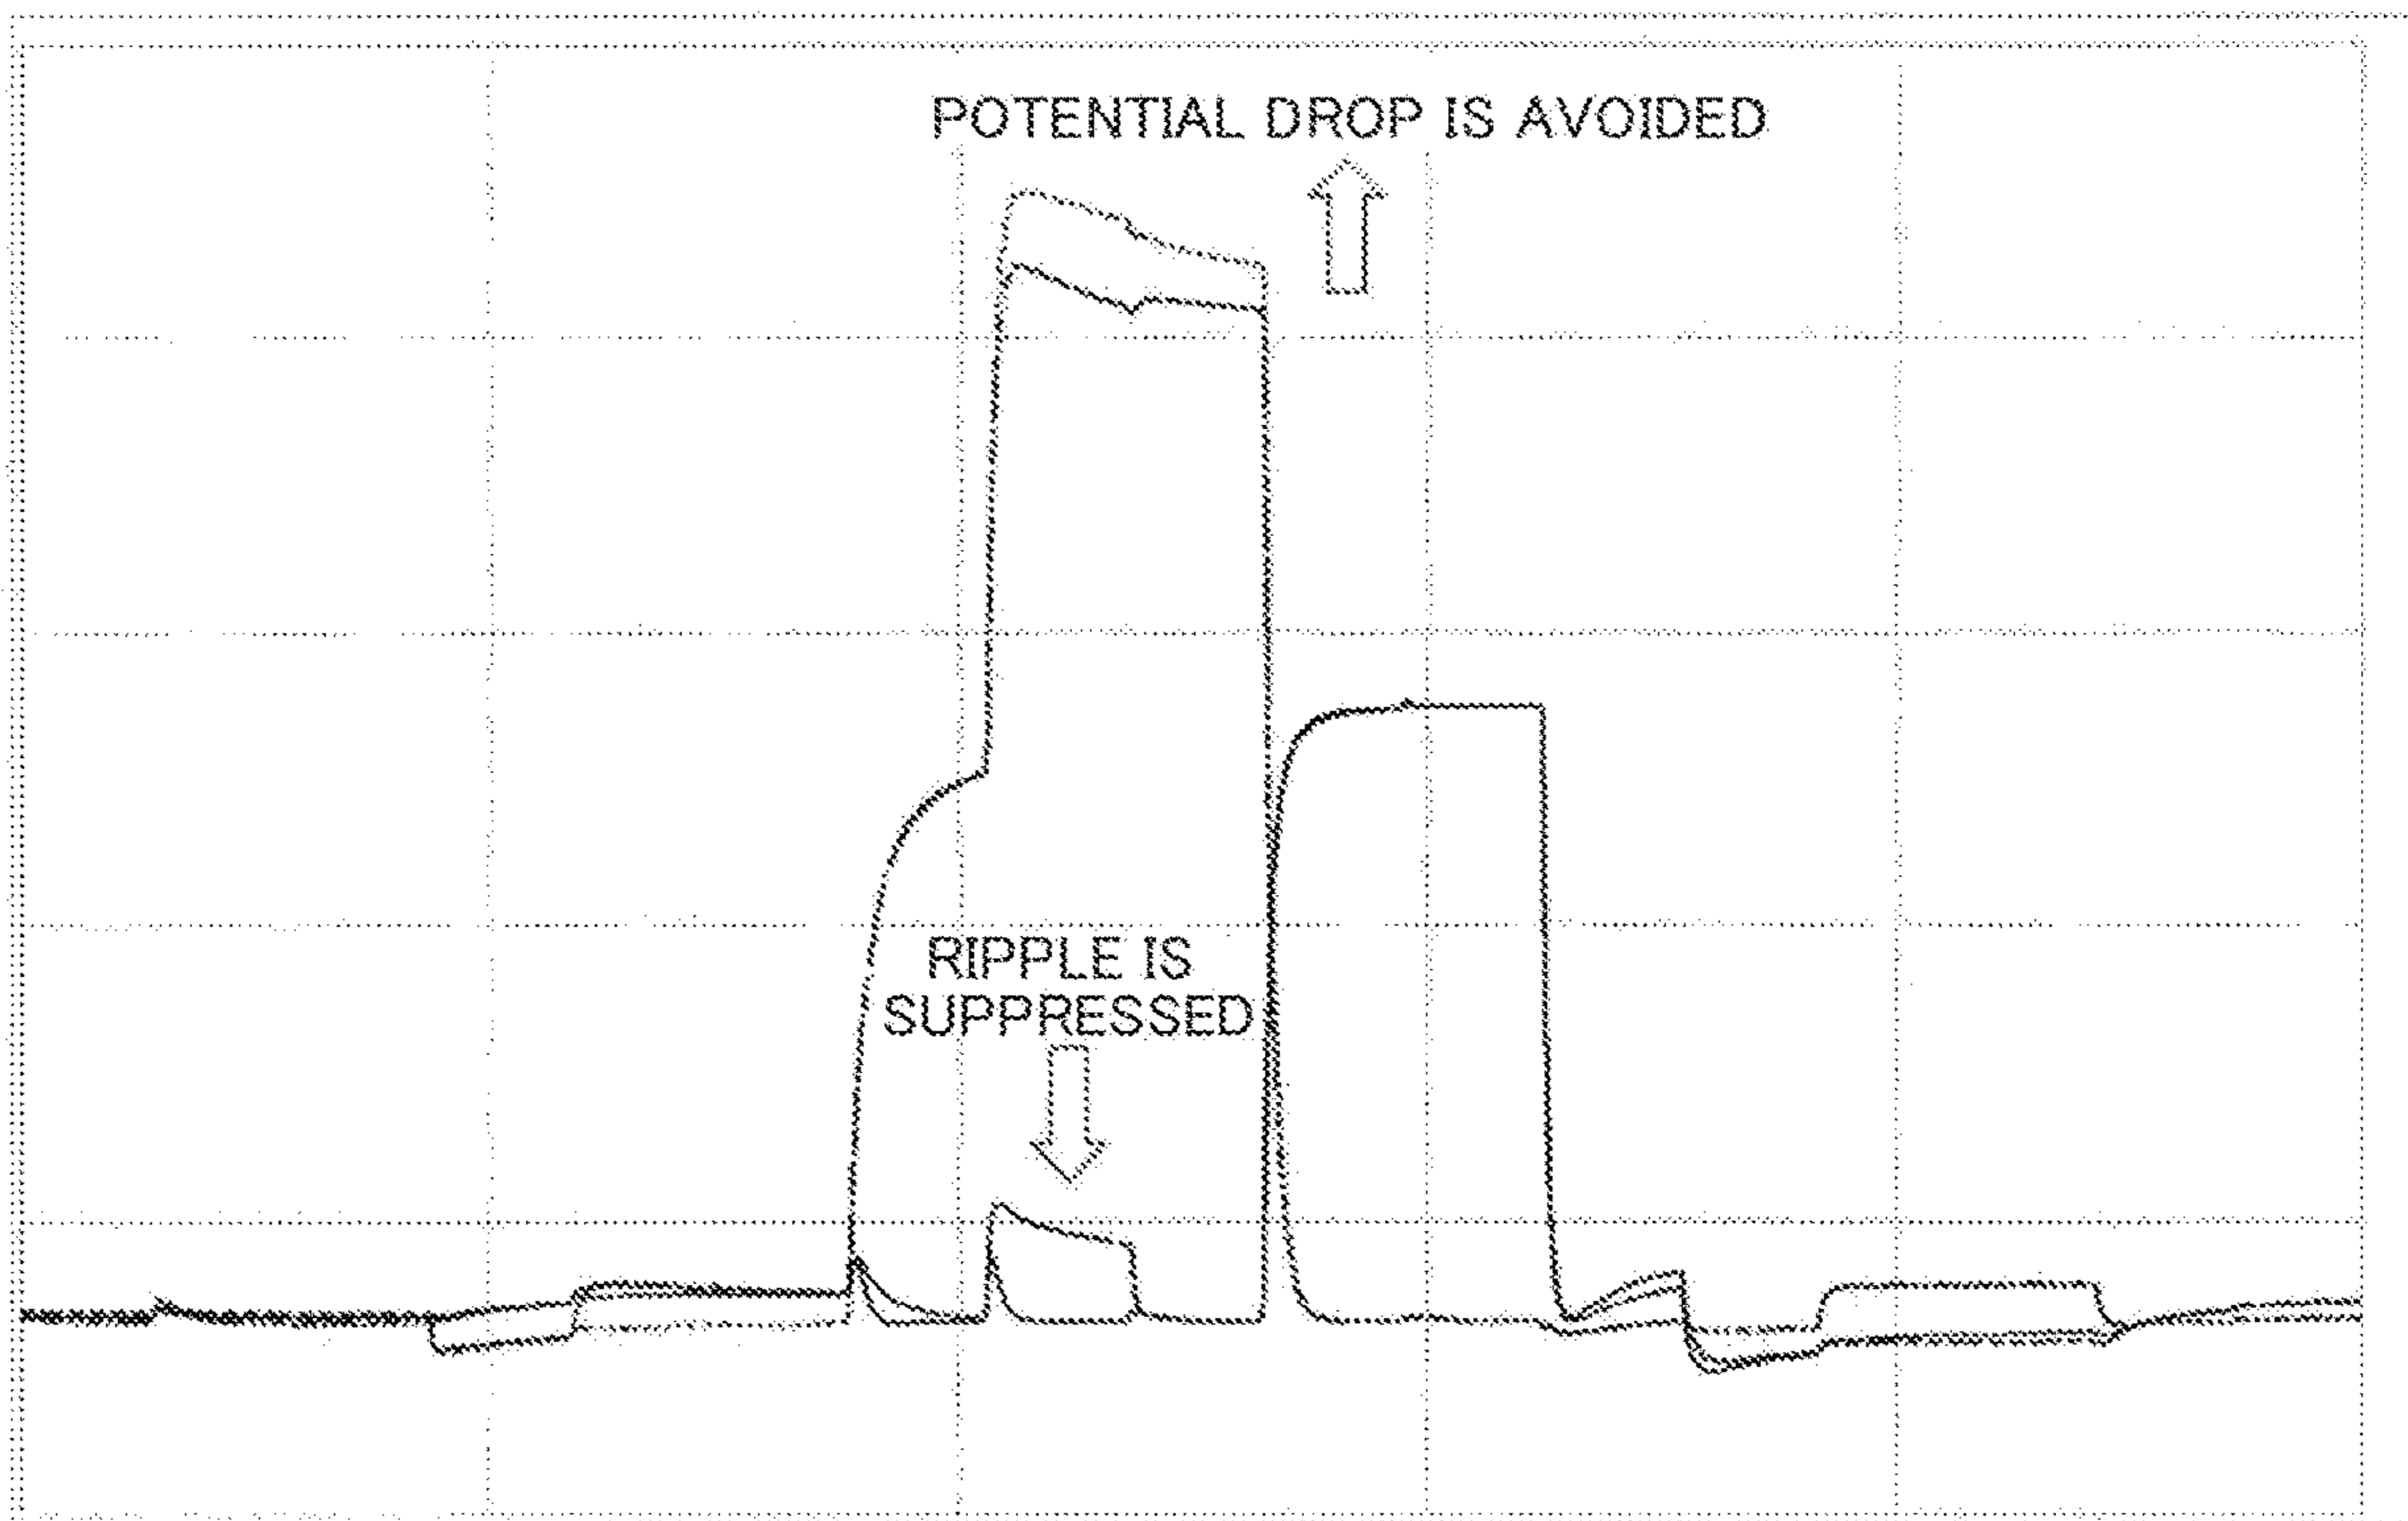 POTENTIAL DROP IS AVOIDED
RIPPLE IS
SUPPRESSED